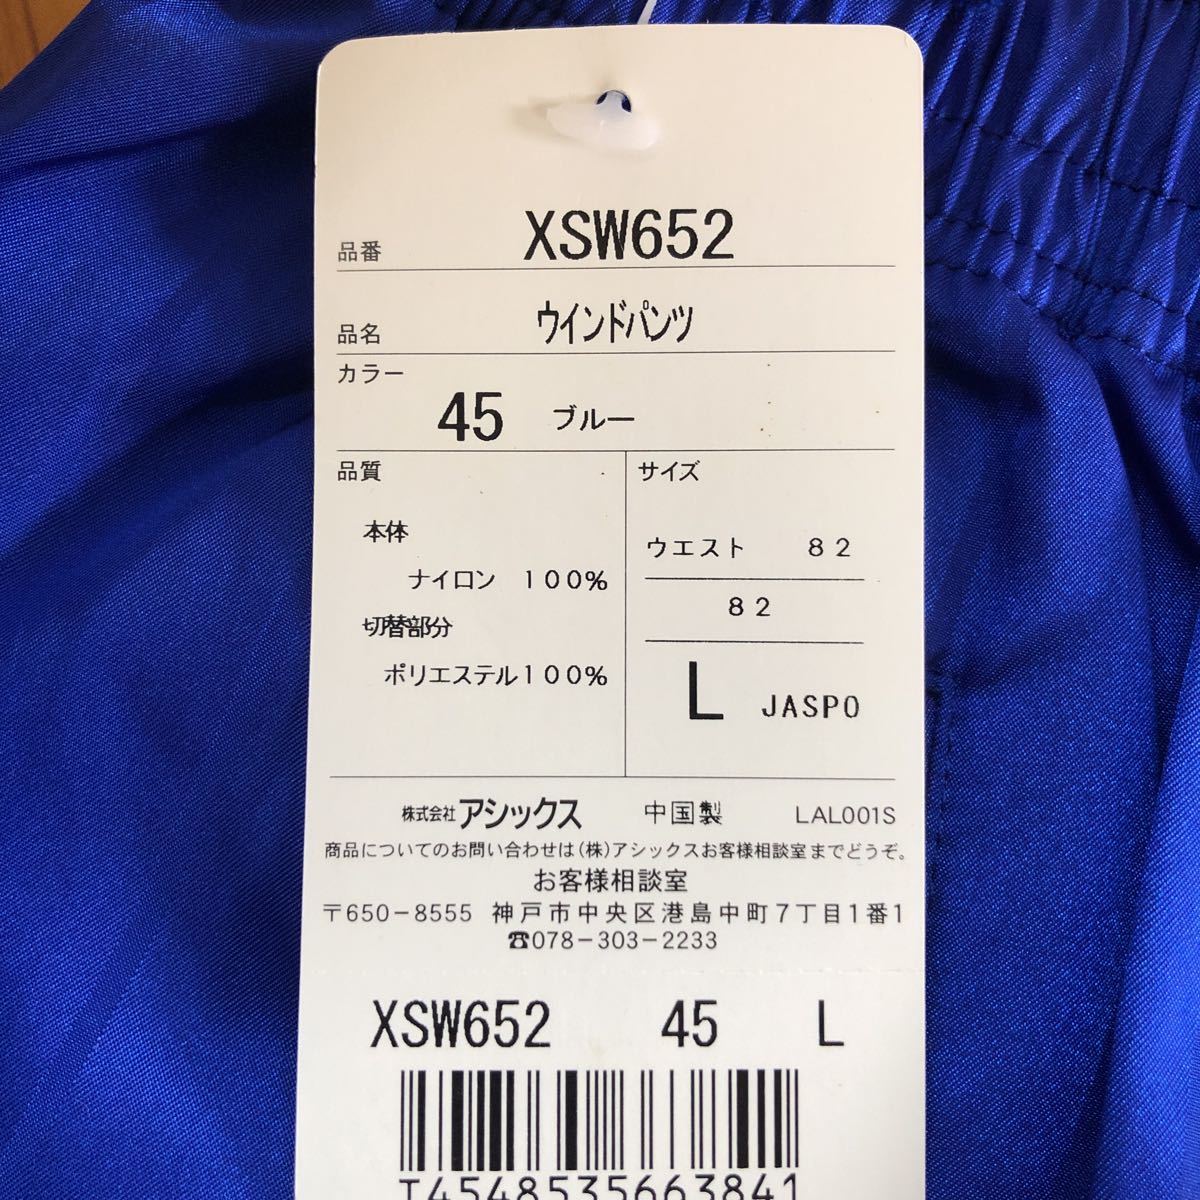 品番 XSW652
品名 ウインドパンツ
カラー
45 ブルー
品質
本体
ナイロン 100%
切替部分
ポリエステル100%
サイズ
ウエスト 82
82
L JASPO
株式会社アシックス 中国製 LAL001S
商品についてのお問い合わせは(株)アシックスお客様相談室までどうぞ。
お客様相談室
〒650-8555 神戸市中央区港島中町7丁目1番1
☎078-303-2233
XSW652 45 L
T4548535663841